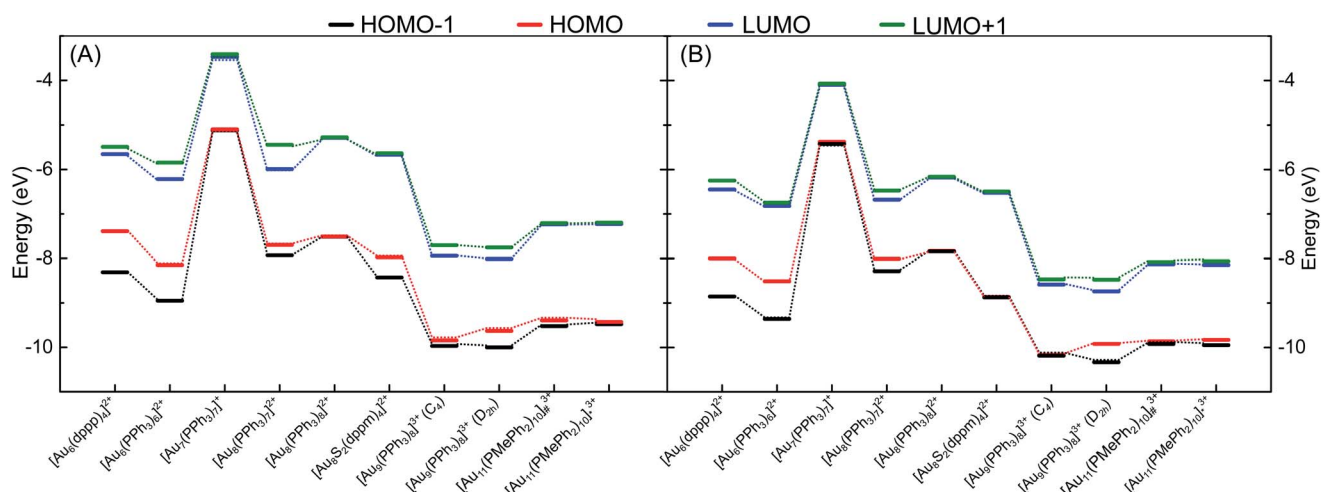 HOMO-1 HOMO LUMO LUMO+1
(A) (B)
-4 -4
-6 -6
-8 -8
-10 -10
Energy (eV) Energy (eV)
[Au₆(dppp)₄]²⁺
[Au₆(PPh₃)₆]²⁺
[Au₇(PPh₃)₇]⁺
[Au₈(PPh₃)₇]²⁺
[Au₈(PPh₃)₈]²⁺
[Au₈S₂(dppm)₄]²⁺
[Au₉(PPh₃)₈]³⁺ (C₄)
[Au₉(PPh₃)₈]³⁺ (D₂ₕ)
[Au₁₁(PMePh₂)₁₀]#³⁺
[Au₁₁(PMePh₂)₁₀]³⁺
[Au₆(dppp)₄]²⁺
[Au₆(PPh₃)₆]²⁺
[Au₇(PPh₃)₇]⁺
[Au₈(PPh₃)₇]²⁺
[Au₈(PPh₃)₈]²⁺
[Au₈S₂(dppm)₄]²⁺
[Au₉(PPh₃)₈]³⁺ (C₄)
[Au₉(PPh₃)₈]³⁺ (D₂ₕ)
[Au₁₁(PMePh₂)₁₀]#³⁺
[Au₁₁(PMePh₂)₁₀]³⁺